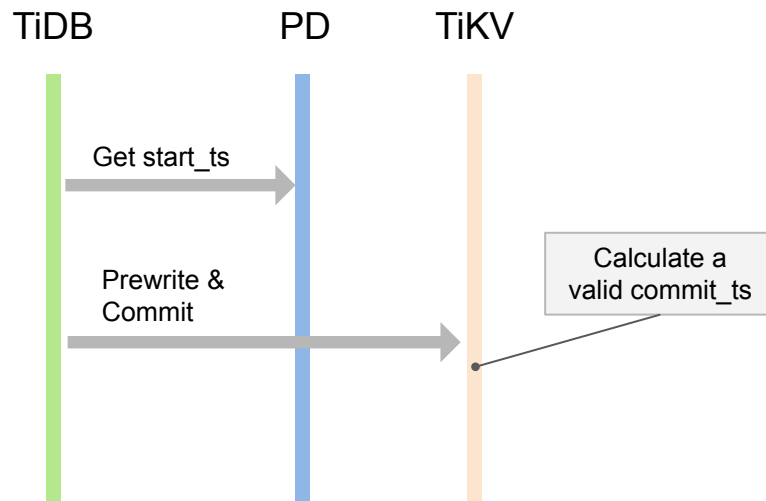 TiDB
PD
TiKV
Get start_ts
Prewrite &
Commit
Calculate a
valid commit_ts